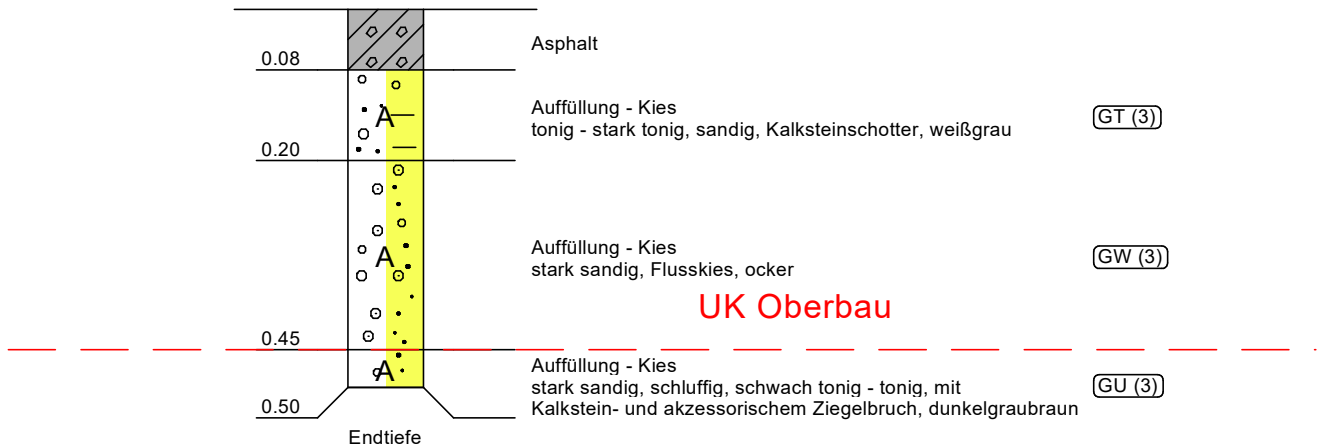 Asphalt
0.08
A
Auffüllung - Kies
tonig - stark tonig, sandig, Kalksteinschotter, weißgrau
GT (3)
0.20
A
Auffüllung - Kies
stark sandig, Flusskies, ocker
GW (3)
UK Oberbau
0.45
A
Auffüllung - Kies
stark sandig, schluffig, schwach tonig - tonig, mit
Kalkstein- und akzessorischem Ziegelbruch, dunkelgraubraun
GU (3)
0.50
Endtiefe